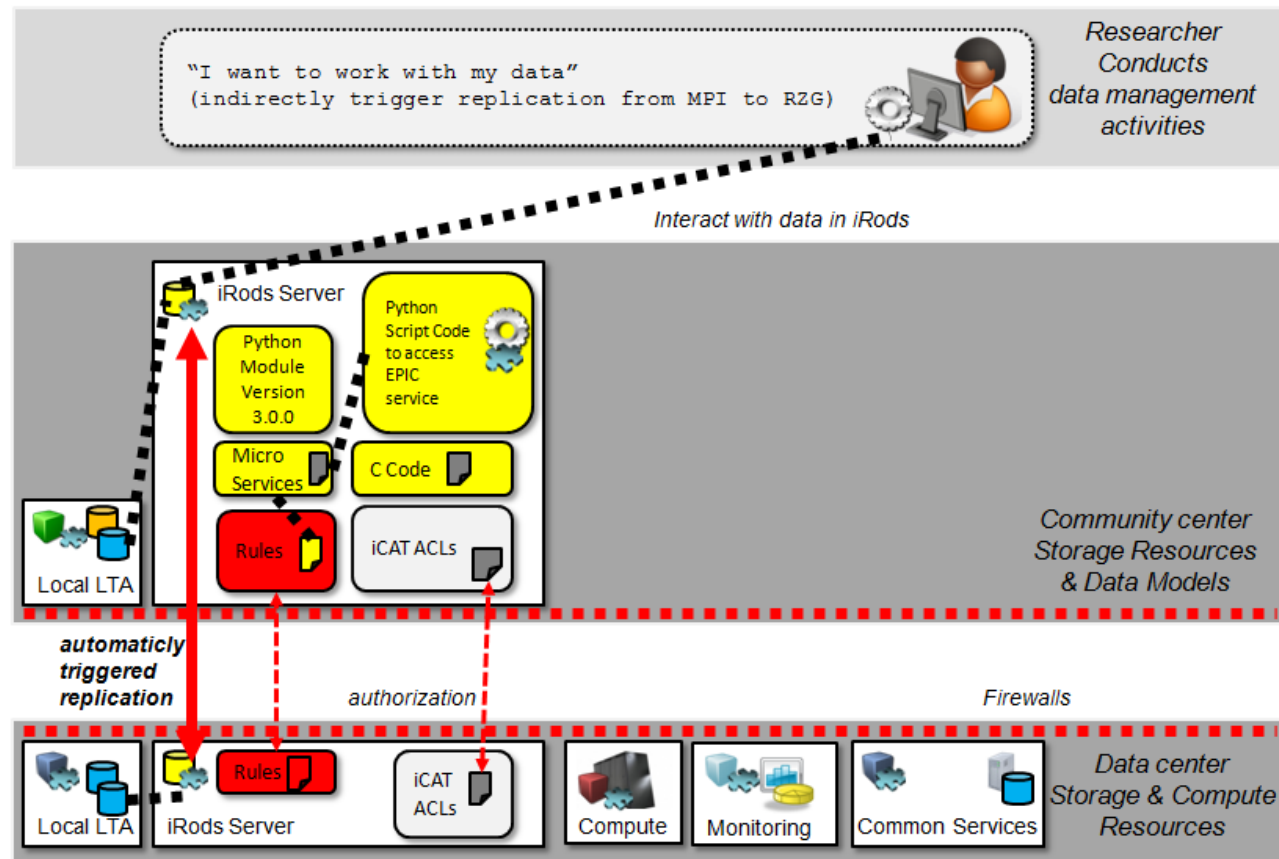 Researcher
Conducts
data management
activities
“I want to work with my data”
(indirectly trigger replication from MPI to RZG)
Interact with data in iRods
iRods Server
Python
Module
Version
3.0.0
Python
Script Code
to access
EPIC
service
Micro
Services
C Code
Rules
iCAT ACLs
Local LTA
Community center
Storage Resources
& Data Models
automaticly
triggered
replication
authorization
Firewalls
Local LTA
iRods Server
Rules
iCAT
ACLs
Compute
Monitoring
Common Services
Data center
Storage & Compute
Resources